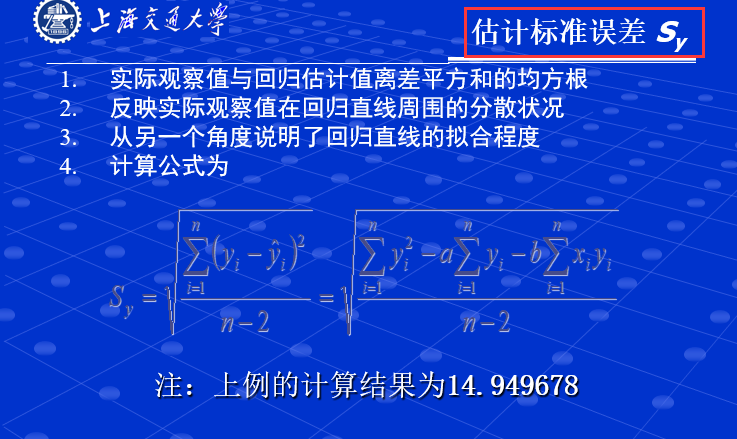 上海交通大学
估计标准误差 Sy
1. 实际观察值与回归估计值离差平方和的均方根
2. 反映实际观察值在回归直线周围的分散状况
3. 从另一个角度说明了回归直线的拟合程度
4. 计算公式为
S_y = \sqrt{\frac{\sum_{i=1}^{n}(y_i - \hat{y}_i)^2}{n-2}} = \sqrt{\frac{\sum_{i=1}^{n} y_i^2 - a\sum_{i=1}^{n} y_i - b\sum_{i=1}^{n} x_i y_i}{n-2}}
注：上例的计算结果为14.949678